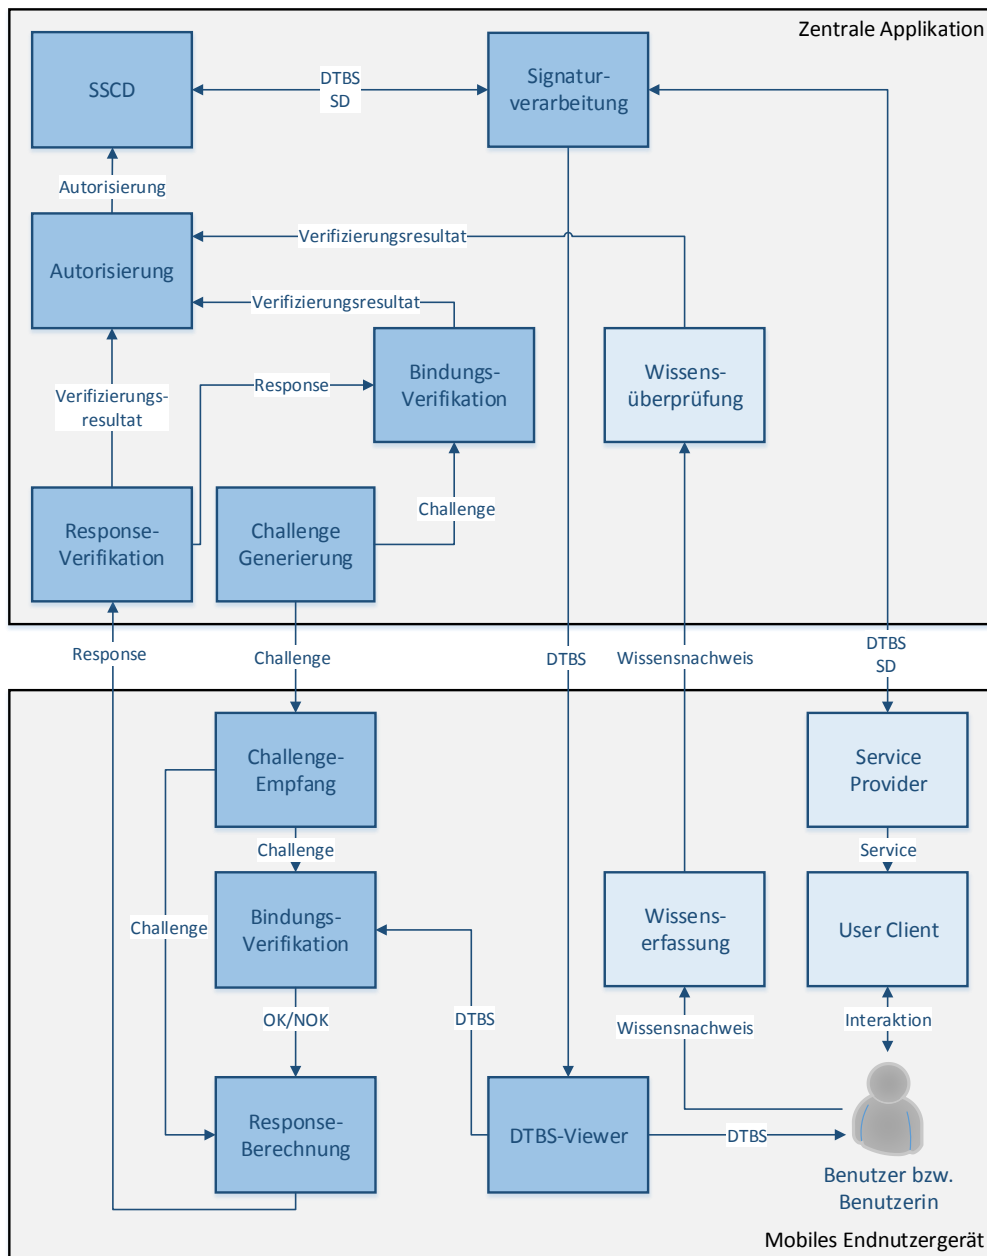 Zentrale Applikation
SSCD
DTBS
SD
Signatur-
verarbeitung
Autorisierung
Autorisierung
Verifizierungsresultat
Verifizierungsresultat
Verifizierungs-
resultat
Response
Bindungs-
Verifikation
Wissens-
überprüfung
Response-
Verifikation
Challenge
Generierung
Challenge
Response
Challenge
DTBS
Wissensnachweis
DTBS
SD
Challenge-
Empfang
Service
Provider
Challenge
Service
Challenge
Bindungs-
Verifikation
Wissens-
erfassung
User Client
OK/NOK
DTBS
Wissensnachweis
Interaktion
Response-
Berechnung
DTBS-Viewer
DTBS
Benutzer bzw.
Benutzerin
Mobiles Endnutzergerät